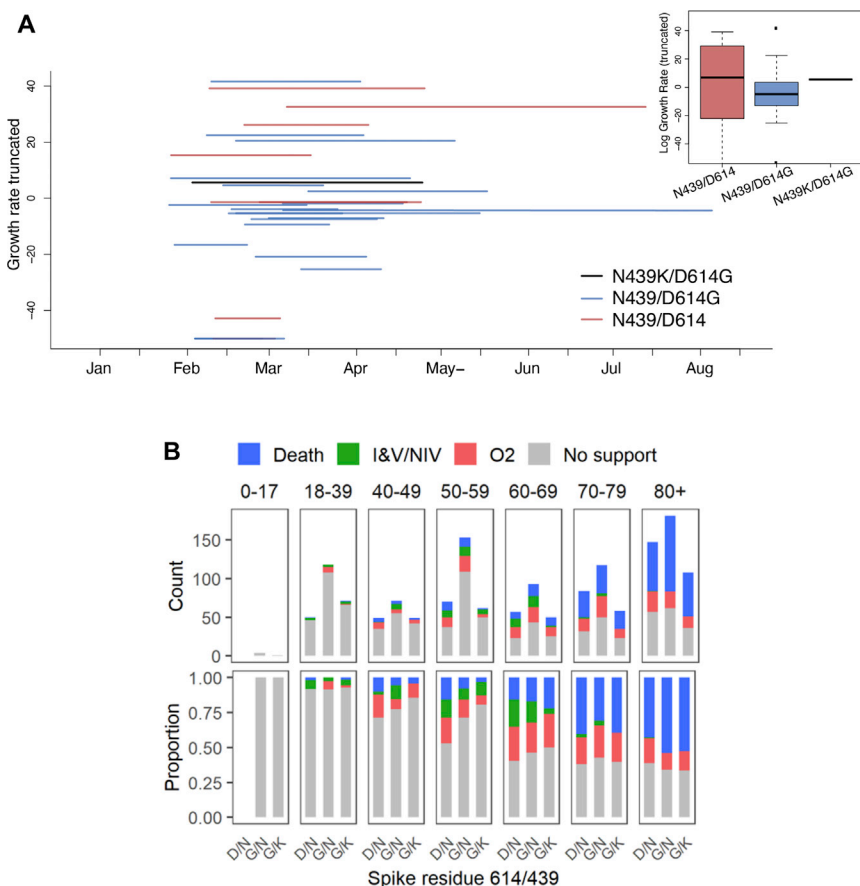 A
Growth rate truncated
40
20
0
−20
−40
Jan Feb Mar Apr May− Jun Jul Aug
N439K/D614G
N439/D614G
N439/D614
Log Growth Rate (truncated)
40
20
0
−20
−40
N439/D614
N439/D614G
N439K/D614G
B
Death I&V/NIV O2 No support
0-17 18-39 40-49 50-59 60-69 70-79 80+
Count
150
100
50
0
Proportion
1.00
0.75
0.50
0.25
0.00
D/N G/N G/K D/N G/N G/K D/N G/N G/K D/N G/N G/K D/N G/N G/K D/N G/N G/K D/N G/N G/K
Spike residue 614/439